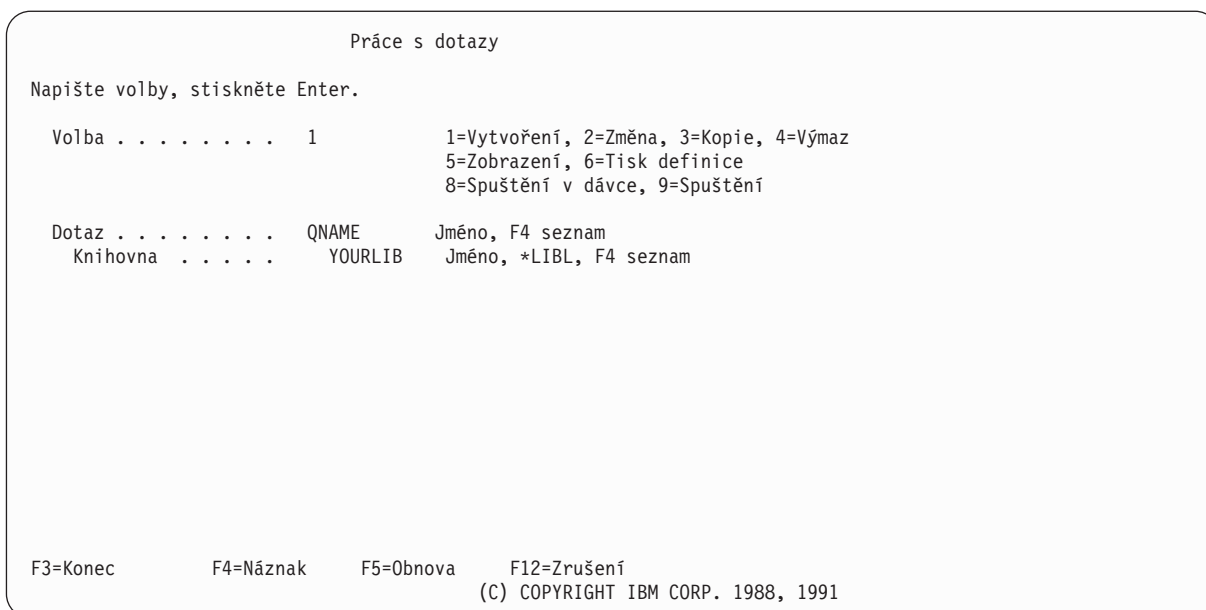 Práce s dotazy
Napište volby, stiskněte Enter.
Volba . . . . . . . . 1 1=Vytvoření, 2=Změna, 3=Kopie, 4=Výmaz
5=Zobrazení, 6=Tisk definice
8=Spuštění v dávce, 9=Spuštění
Dotaz . . . . . . . . QNAME Jméno, F4 seznam
Knihovna . . . . . YOURLIB Jméno, *LIBL, F4 seznam
F3=Konec F4=Náznak F5=Obnova F12=Zrušení
(C) COPYRIGHT IBM CORP. 1988, 1991